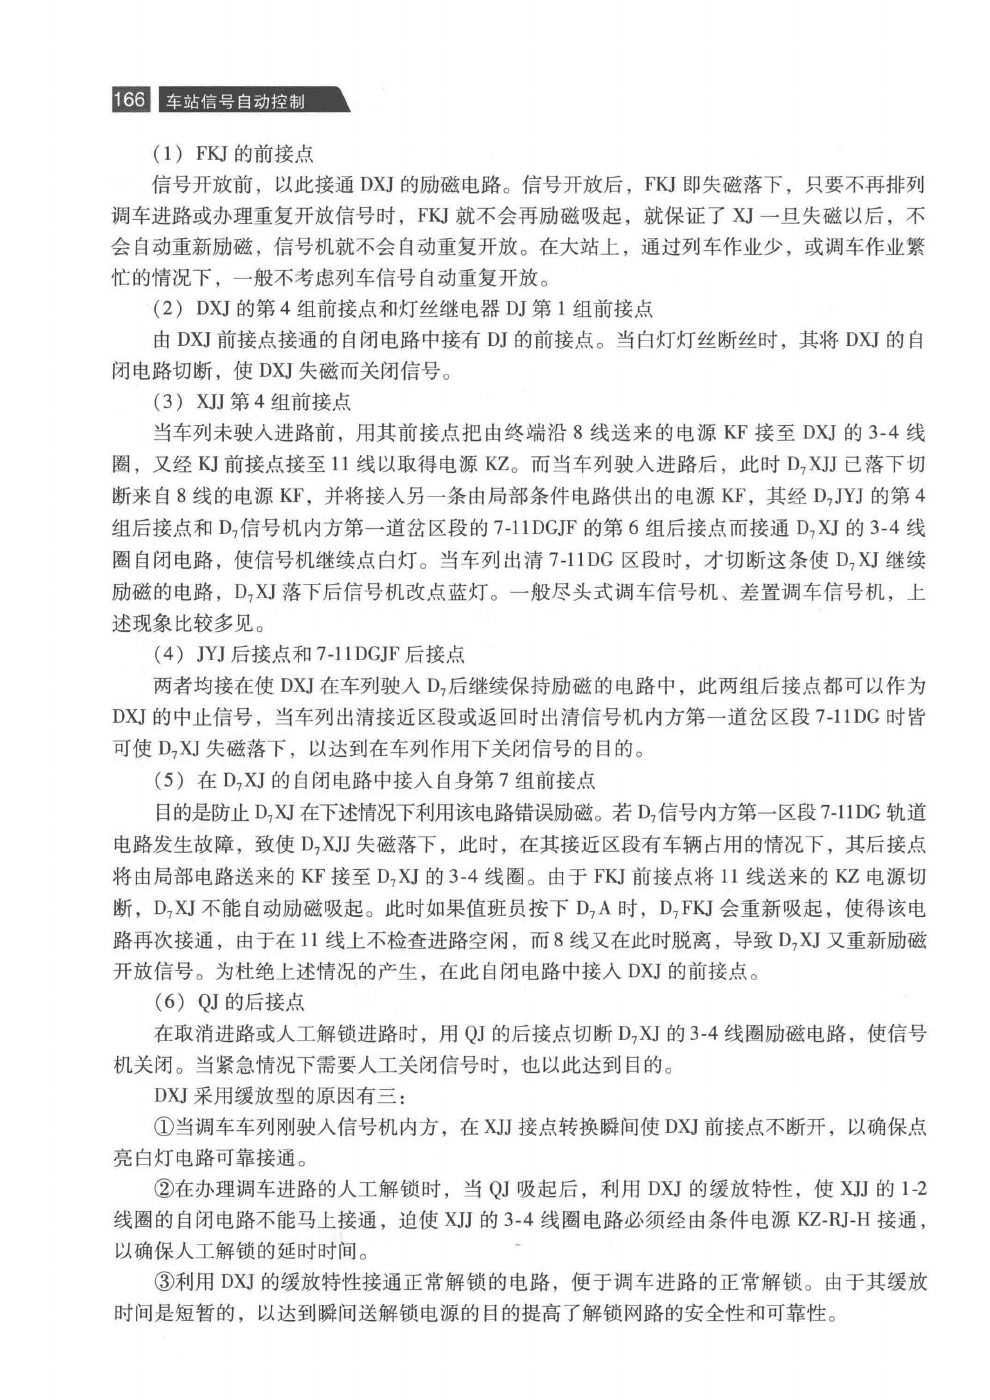 166 车站信号自动控制
（1）FKJ 的前接点
信号开放前，以此接通 DXJ 的励磁电路。信号开放后，FKJ 即失磁落下，只要不再排列
调车进路或办理重复开放信号时，FKJ 就不会再励磁吸起，就保证了 XJ 一旦失磁以后，不
会自动重新励磁，信号机就不会自动重复开放。在大站上，通过列车作业少，或调车作业繁
忙的情况下，一般不考虑列车信号自动重复开放。
（2）DXJ 的第 4 组前接点和灯丝继电器 DJ 第 1 组前接点
由 DXJ 前接点接通的自闭电路中接有 DJ 的前接点。当白灯灯丝断丝时，其将 DXJ 的自
闭电路切断，使 DXJ 失磁而关闭信号。
（3）XJJ 第 4 组前接点
当车列未驶入进路前，用其前接点把由终端沿 8 线送来的电源 KF 接至 DXJ 的 3-4 线
圈，又经 KJ 前接点接至 11 线以取得电源 KZ。而当车列驶入进路后，此时 D₇XJJ 已落下切
断来自 8 线的电源 KF，并将接入另一条由局部条件电路供出的电源 KF，其经 D₇JYJ 的第 4
组后接点和 D₇信号机内方第一道岔区段的 7-11DGJF 的第 6 组后接点而接通 D₇XJ 的 3-4 线
圈自闭电路，使信号机继续点白灯。当车列出清 7-11DG 区段时，才切断这条使 D₇XJ 继续
励磁的电路，D₇XJ 落下后信号机改点蓝灯。一般尽头式调车信号机、差置调车信号机，上
述现象比较多见。
（4）JYJ 后接点和 7-11DGJF 后接点
两者均接在使 DXJ 在车列驶入 D₇后继续保持励磁的电路中，此两组后接点都可以作为
DXJ 的中止信号，当车列出清接近区段或返回时出清信号机内方第一道岔区段 7-11DG 时皆
可使 D₇XJ 失磁落下，以达到在车列作用下关闭信号的目的。
（5）在 D₇XJ 的自闭电路中接入自身第 7 组前接点
目的是防止 D₇XJ 在下述情况下利用该电路错误励磁。若 D₇信号内方第一区段 7-11DG 轨道
电路发生故障，致使 D₇XJJ 失磁落下，此时，在其接近区段有车辆占用的情况下，其后接点
将由局部电路送来的 KF 接至 D₇XJ 的 3-4 线圈。由于 FKJ 前接点将 11 线送来的 KZ 电源切
断，D₇XJ 不能自动励磁吸起。此时如果值班员按下 D₇A 时，D₇FKJ 会重新吸起，使得该电
路再次接通，由于在 11 线上不检查进路空闲，而 8 线又在此时脱离，导致 D₇XJ 又重新励磁
开放信号。为杜绝上述情况的产生，在此自闭电路中接入 DXJ 的前接点。
（6）QJ 的后接点
在取消进路或人工解锁进路时，用 QJ 的后接点切断 D₇XJ 的 3-4 线圈励磁电路，使信号
机关闭。当紧急情况下需要人工关闭信号时，也以此达到目的。
DXJ 采用缓放型的原因有三：
①当调车车列刚驶入信号机内方，在 XJJ 接点转换瞬间使 DXJ 前接点不断开，以确保点
亮白灯电路可靠接通。
②在办理调车进路的人工解锁时，当 QJ 吸起后，利用 DXJ 的缓放特性，使 XJJ 的 1-2
线圈的自闭电路不能马上接通，迫使 XJJ 的 3-4 线圈电路必须经由条件电源 KZ-RJ-H 接通，
以确保人工解锁的延时时间。
③利用 DXJ 的缓放特性接通正常解锁的电路，便于调车进路的正常解锁。由于其缓放
时间是短暂的，以达到瞬间送解锁电源的目的提高了解锁网路的安全性和可靠性。